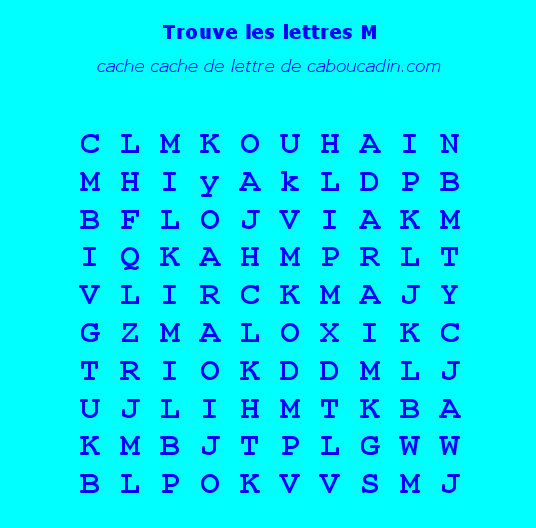 Trouve les lettres M
cache cache de lettre de caboucadin.com
C L M K O U H A I N
M H I y A k L D P B
B F L O J V I A K M
I Q K A H M P R L T
V L I R C K M A J Y
G Z M A L O X I K C
T R I O K D D M L J
U J L I H M T K B A
K M B J T P L G W W
B L P O K V V S M J